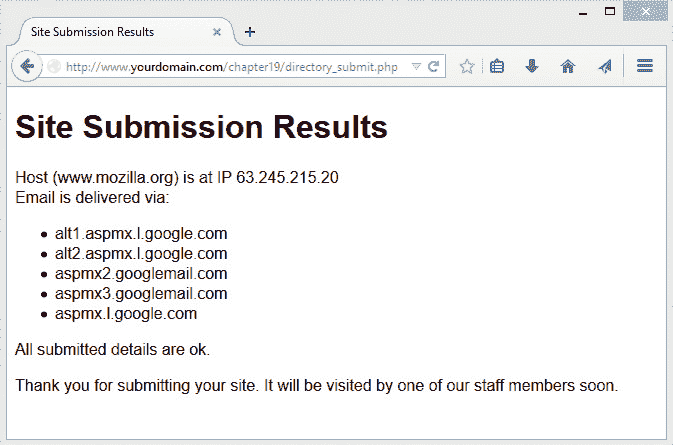 Site Submission Results
http://www.yourdomain.com/chapter19/directory_submit.php
Site Submission Results
Host (www.mozilla.org) is at IP 63.245.215.20
Email is delivered via:
alt1.aspmx.l.google.com
alt2.aspmx.l.google.com
aspmx2.googlemail.com
aspmx3.googlemail.com
aspmx.l.google.com
All submitted details are ok.
Thank you for submitting your site. It will be visited by one of our staff members soon.